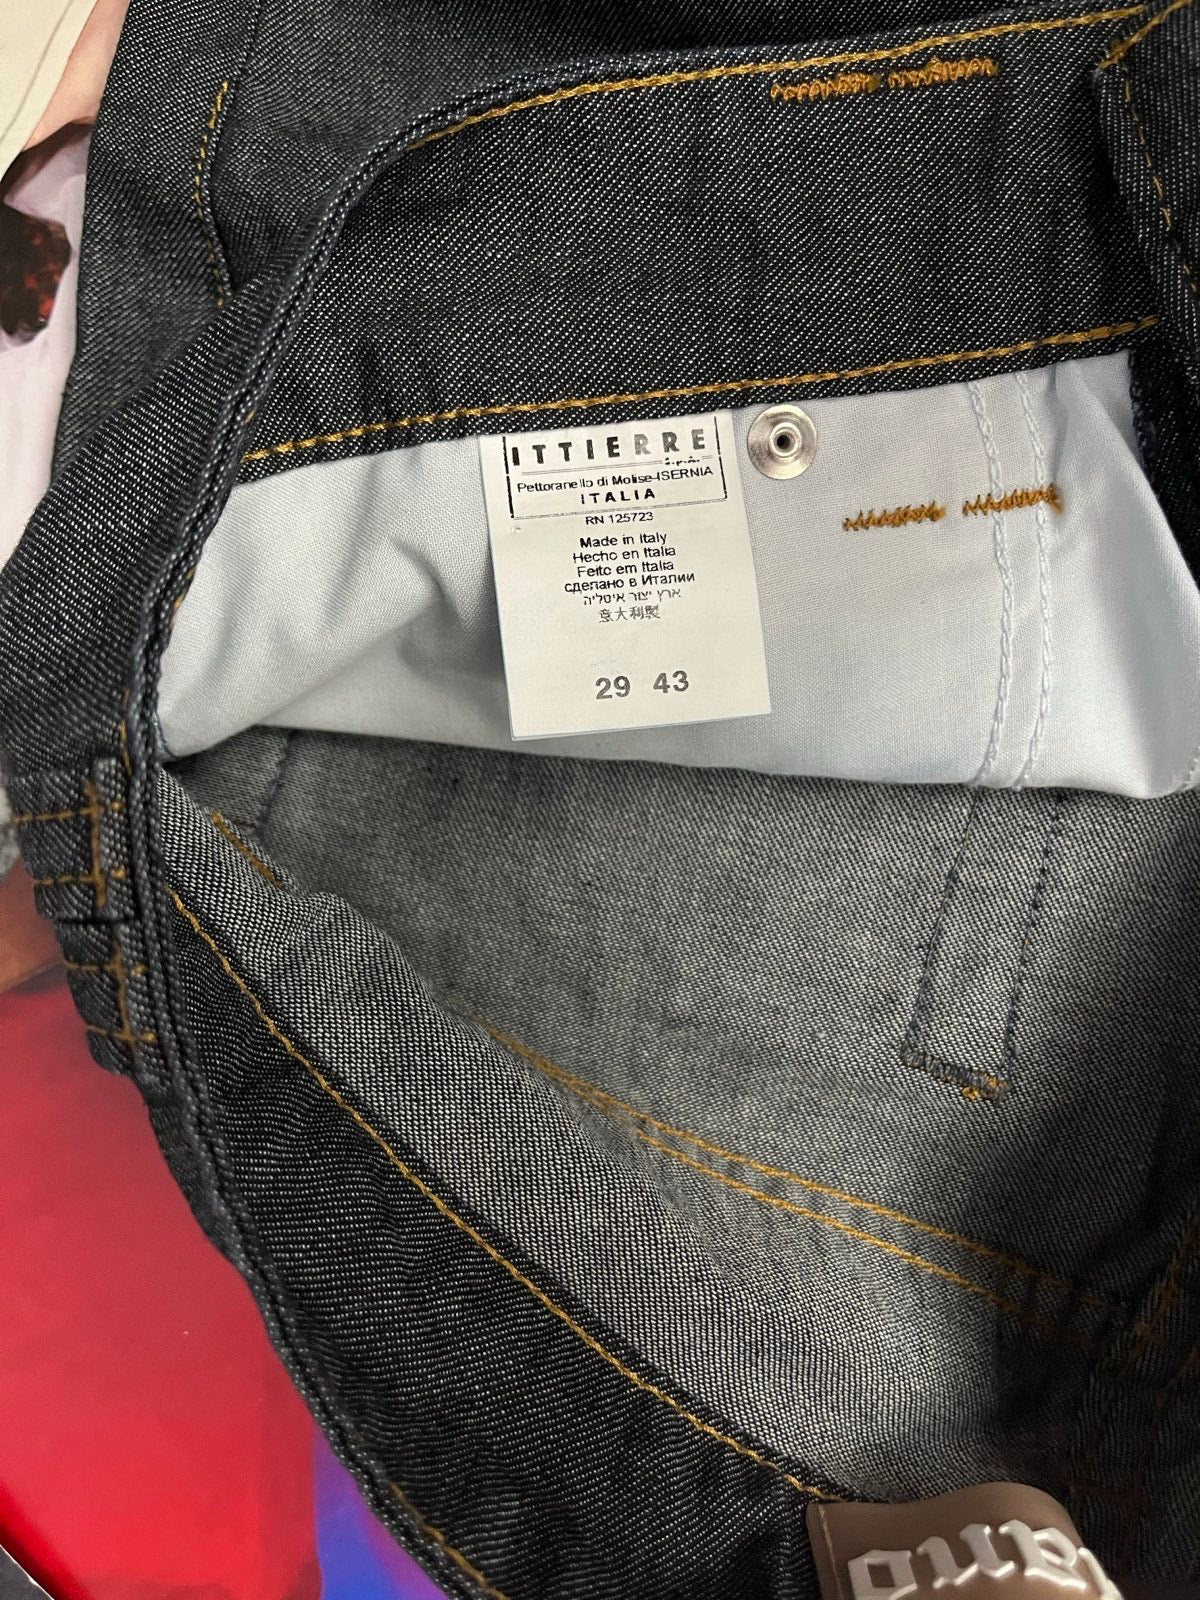 ITTIERRE
s.p.a.
Pettoranello di Molise-ISERNIA
ITALIA
RN 125723
Made in Italy
Hecho en Italia
Feito em Italia
сделано в Италии
ארץ יצור איטליה
意大利製
29 43